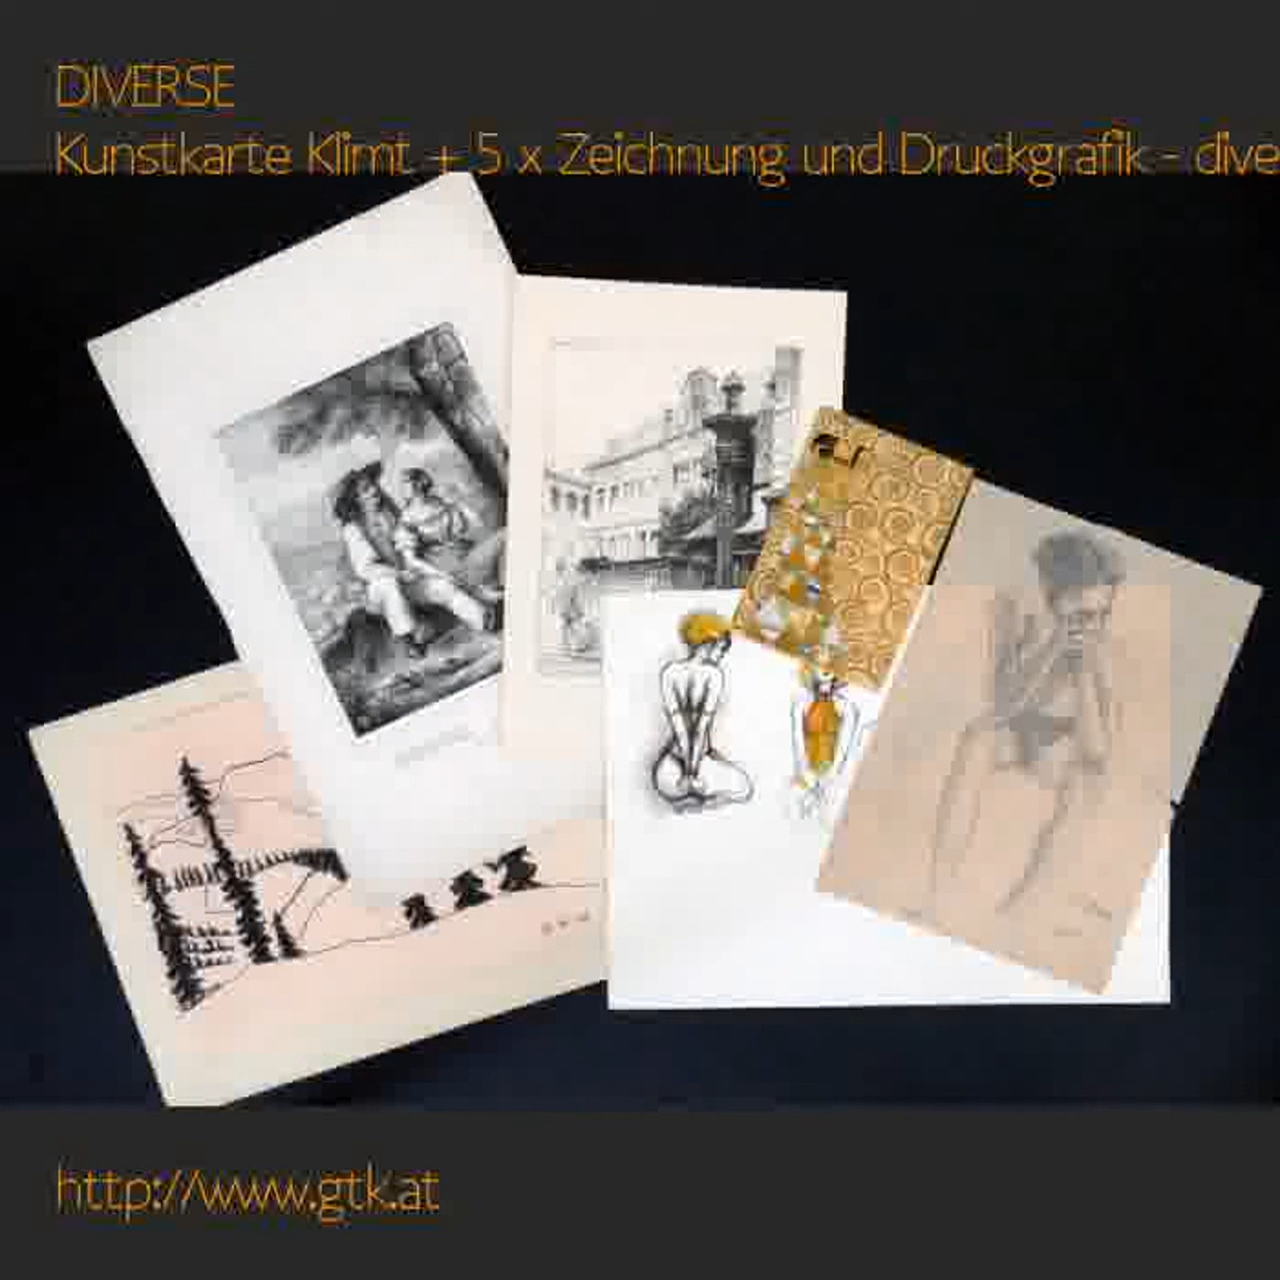 DIVERSE
Kunstkarte Klimt + 5 x Zeichnung und Druckgrafik - dive
http://www.gtk.at